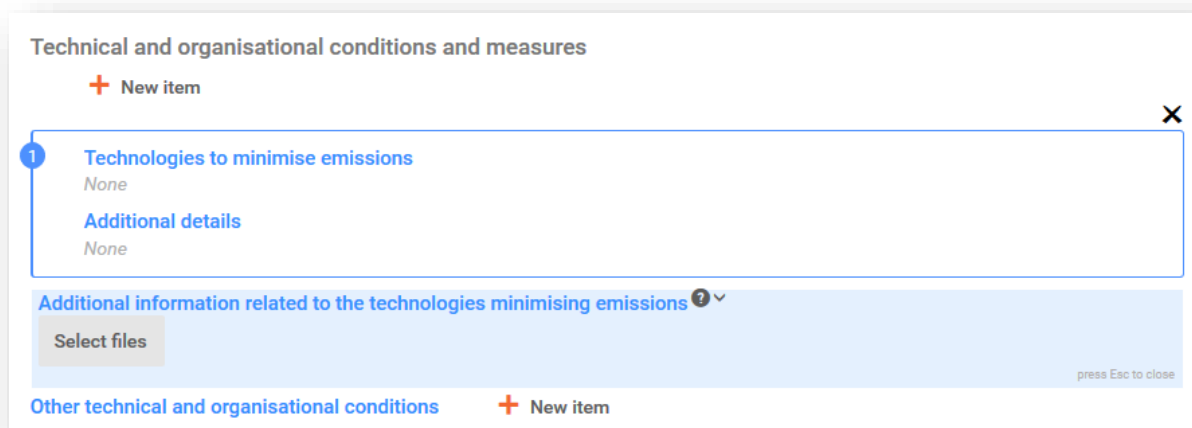 Technical and organisational conditions and measures
+ New item
1
Technologies to minimise emissions
None
Additional details
None
Additional information related to the technologies minimising emissions ?
Select files
press Esc to close
Other technical and organisational conditions + New item